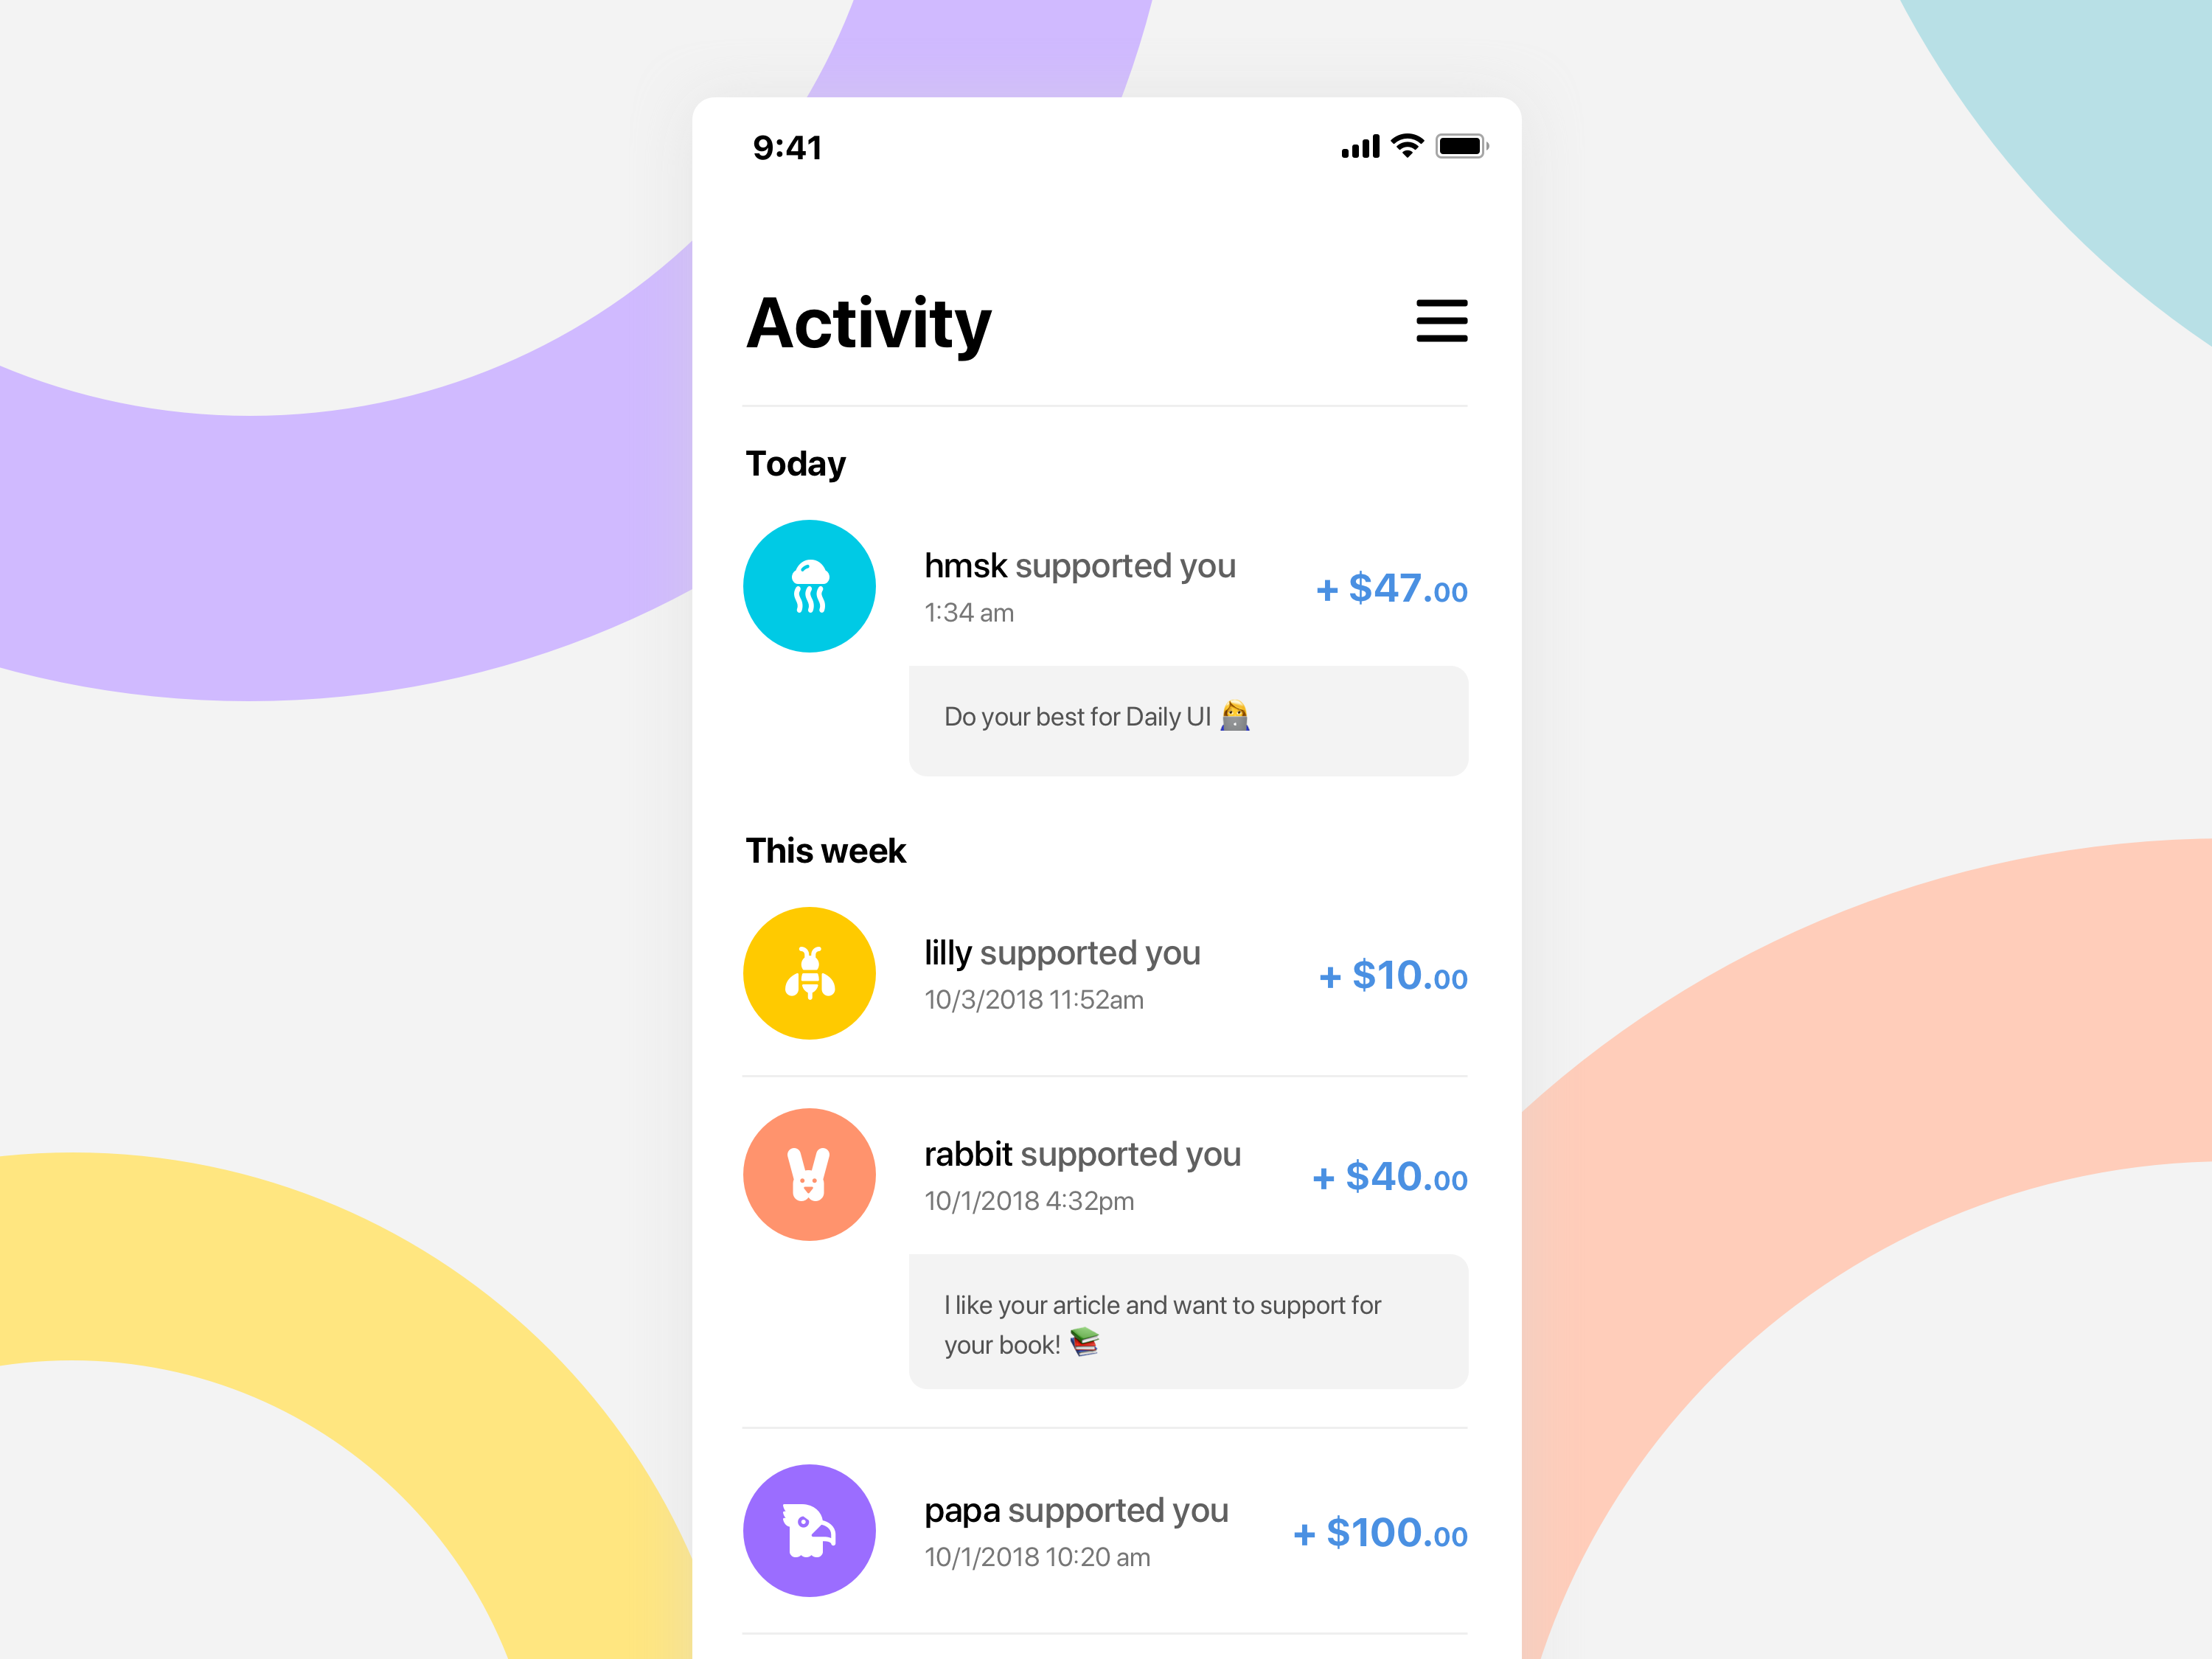 9:41
Activity
Today
hmsk supported you
+ $47.00
1:34 am
Do your best for Daily UI 👩‍💻
This week
lilly supported you
+ $10.00
10/3/2018 11:52am
rabbit supported you
+ $40.00
10/1/2018 4:32pm
I like your article and want to support for
your book! 📚
papa supported you
+ $100.00
10/1/2018 10:20 am